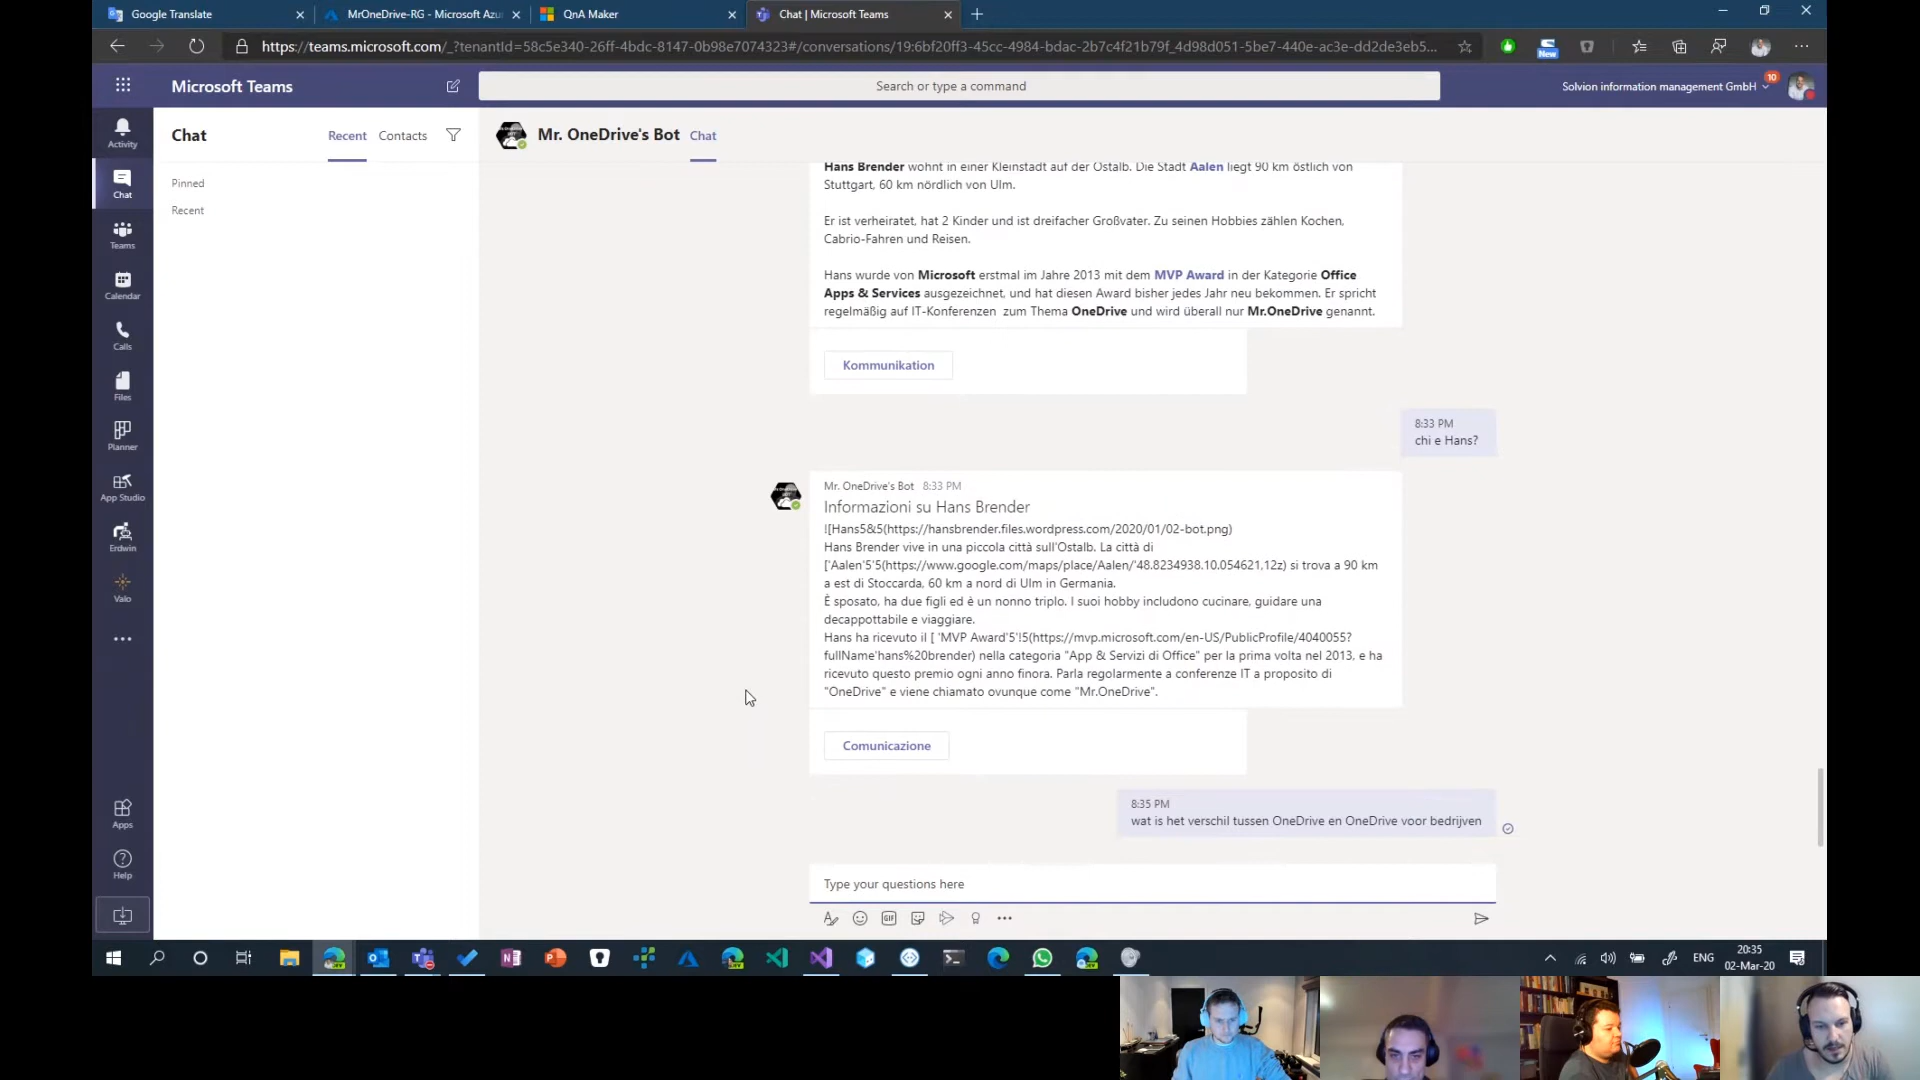 Google Translate
MrOneDrive-RG - Microsoft Azu
QnA Maker
Chat | Microsoft Teams
https://teams.microsoft.com/_?tenantId=58c5e340-26ff-4bdc-8147-0b98e7074323#/conversations/19:6bf20ff3-45cc-4984-bdac-2b7c4f21b79f_4d98d051-5be7-440e-ac3e-dd2de3eb5...
New
Microsoft Teams
Search or type a command
Solvion information management GmbH
10
Activity
Chat
Teams
Calendar
Calls
Files
Planner
App Studio
Erdwin
Valo
Apps
Help
Chat
Recent
Contacts
Pinned
Recent
Mr. OneDrive's Bot
Chat
Hans Brender wohnt in einer Kleinstadt auf der Ostalb. Die Stadt Aalen liegt 90 km östlich von
Stuttgart, 60 km nördlich von Ulm.
Er ist verheiratet, hat 2 Kinder und ist dreifacher Großvater. Zu seinen Hobbies zählen Kochen,
Cabrio-Fahren und Reisen.
Hans wurde von Microsoft erstmal im Jahre 2013 mit dem MVP Award in der Kategorie Office
Apps & Services ausgezeichnet, und hat diesen Award bisher jedes Jahr neu bekommen. Er spricht
regelmäßig auf IT-Konferenzen zum Thema OneDrive und wird überall nur Mr.OneDrive genannt.
Kommunikation
8:33 PM
chi e Hans?
Mr. OneDrive's Bot 8:33 PM
Informazioni su Hans Brender
![Hans5&5(https://hansbrender.files.wordpress.com/2020/01/02-bot.png)
Hans Brender vive in una piccola città sull'Ostalb. La città di
['Aalen'5'5(https://www.google.com/maps/place/Aalen/'48.8234938.10.054621,12z) si trova a 90 km
a est di Stoccarda, 60 km a nord di Ulm in Germania.
È sposato, ha due figli ed è un nonno triplo. I suoi hobby includono cucinare, guidare una
decappottabile e viaggiare.
Hans ha ricevuto il [ 'MVP Award'5'!5(https://mvp.microsoft.com/en-US/PublicProfile/4040055?
fullName'hans%20brender) nella categoria "App & Servizi di Office" per la prima volta nel 2013, e ha
ricevuto questo premio ogni anno finora. Parla regolarmente a conferenze IT a proposito di
"OneDrive" e viene chiamato ovunque come "Mr.OneDrive".
Comunicazione
8:35 PM
wat is het verschil tussen OneDrive en OneDrive voor bedrijven
Type your questions here
GIF
ENG
20:35
02-Mar-20